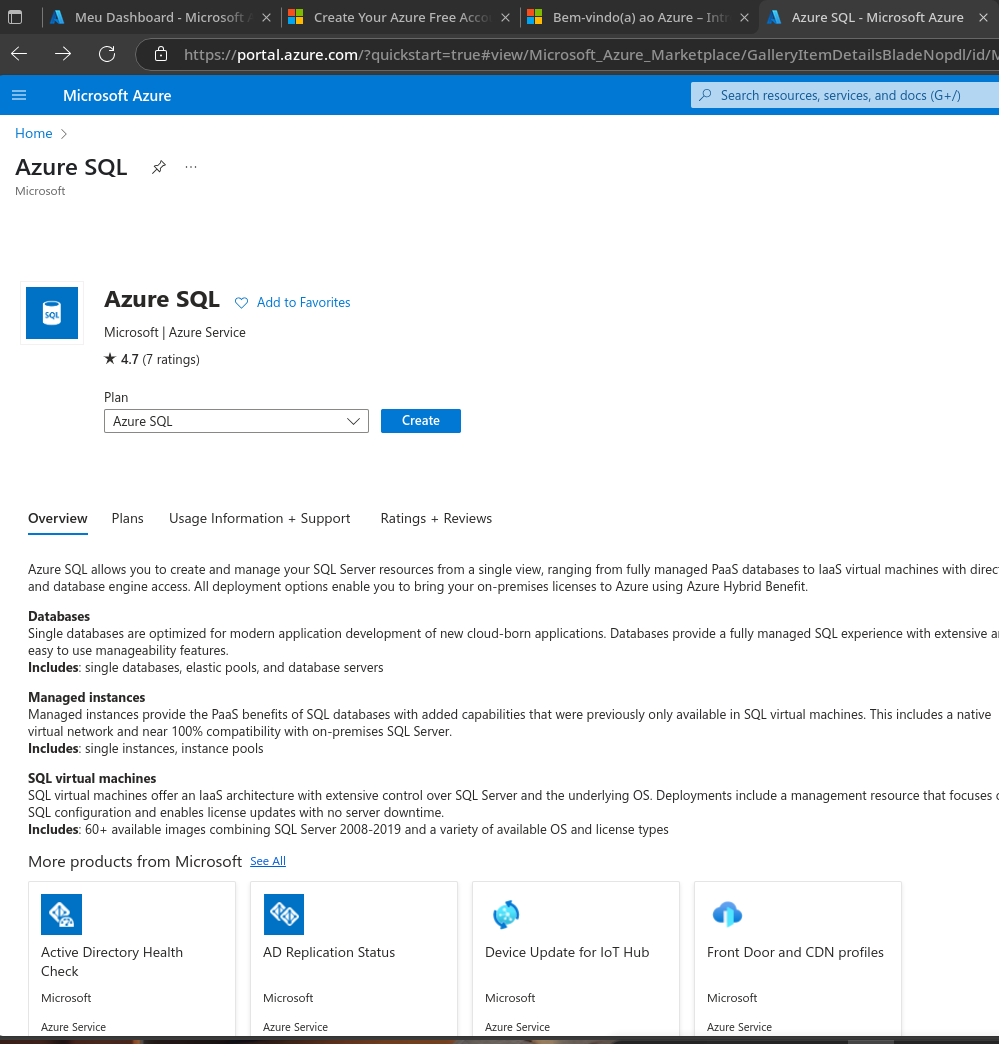 Meu Dashboard - Microsoft A
Create Your Azure Free Acco
Bem-vindo(a) ao Azure – Intr
Azure SQL - Microsoft Azure
https://portal.azure.com/?quickstart=true#view/Microsoft_Azure_Marketplace/GalleryItemDetailsBladeNopdl/id/M
Microsoft Azure
Search resources, services, and docs (G+/)
Home
Azure SQL
Microsoft
SQL
Azure SQL
Add to Favorites
Microsoft | Azure Service
★ 4.7 (7 ratings)
Plan
Azure SQL
Create
Overview
Plans
Usage Information + Support
Ratings + Reviews
Azure SQL allows you to create and manage your SQL Server resources from a single view, ranging from fully managed PaaS databases to IaaS virtual machines with direc
and database engine access. All deployment options enable you to bring your on-premises licenses to Azure using Azure Hybrid Benefit.
Databases
Single databases are optimized for modern application development of new cloud-born applications. Databases provide a fully managed SQL experience with extensive a
easy to use manageability features.
Includes: single databases, elastic pools, and database servers
Managed instances
Managed instances provide the PaaS benefits of SQL databases with added capabilities that were previously only available in SQL virtual machines. This includes a native
virtual network and near 100% compatibility with on-premises SQL Server.
Includes: single instances, instance pools
SQL virtual machines
SQL virtual machines offer an IaaS architecture with extensive control over SQL Server and the underlying OS. Deployments include a management resource that focuses
SQL configuration and enables license updates with no server downtime.
Includes: 60+ available images combining SQL Server 2008-2019 and a variety of available OS and license types
More products from Microsoft See All
Active Directory Health
Check
Microsoft
Azure Service
AD Replication Status
Microsoft
Azure Service
Device Update for IoT Hub
Microsoft
Azure Service
Front Door and CDN profiles
Microsoft
Azure Service